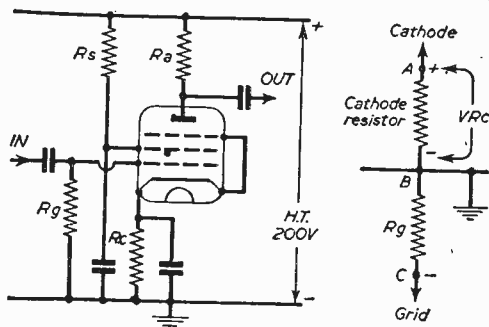 Rs
Ra
+
OUT
IN
Rg
Rc
H.T.
200V
-
Cathode
A
+
Cathode
resistor
VRc
-
B
Rg
C
-
Grid